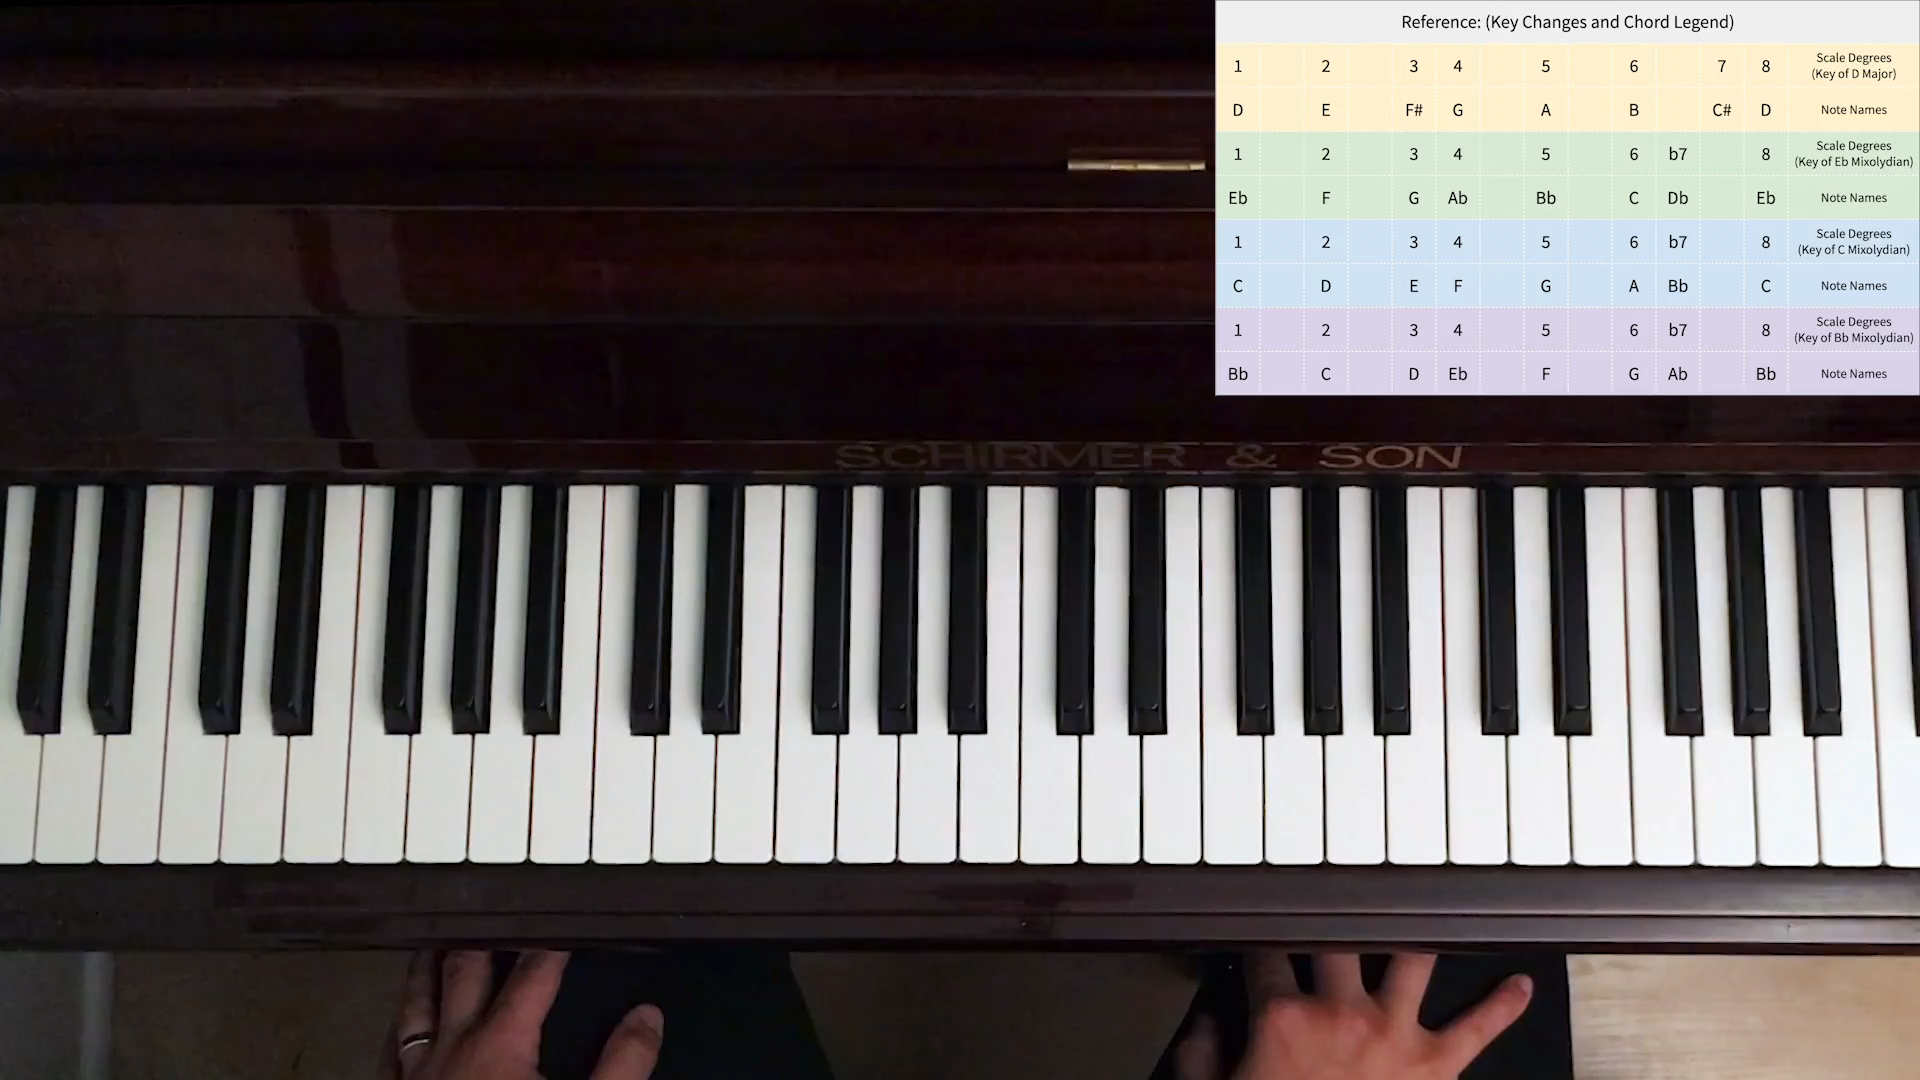 Reference: (Key Changes and Chord Legend)
1 2 3 4 5 6 7 8 Scale Degrees
(Key of D Major)
D E F# G A B C# D Note Names
1 2 3 4 5 6 b7 8 Scale Degrees
(Key of Eb Mixolydian)
Eb F G Ab Bb C Db Eb Note Names
1 2 3 4 5 6 b7 8 Scale Degrees
(Key of C Mixolydian)
C D E F G A Bb C Note Names
1 2 3 4 5 6 b7 8 Scale Degrees
(Key of Bb Mixolydian)
Bb C D Eb F G Ab Bb Note Names
SCHIRMER & SON